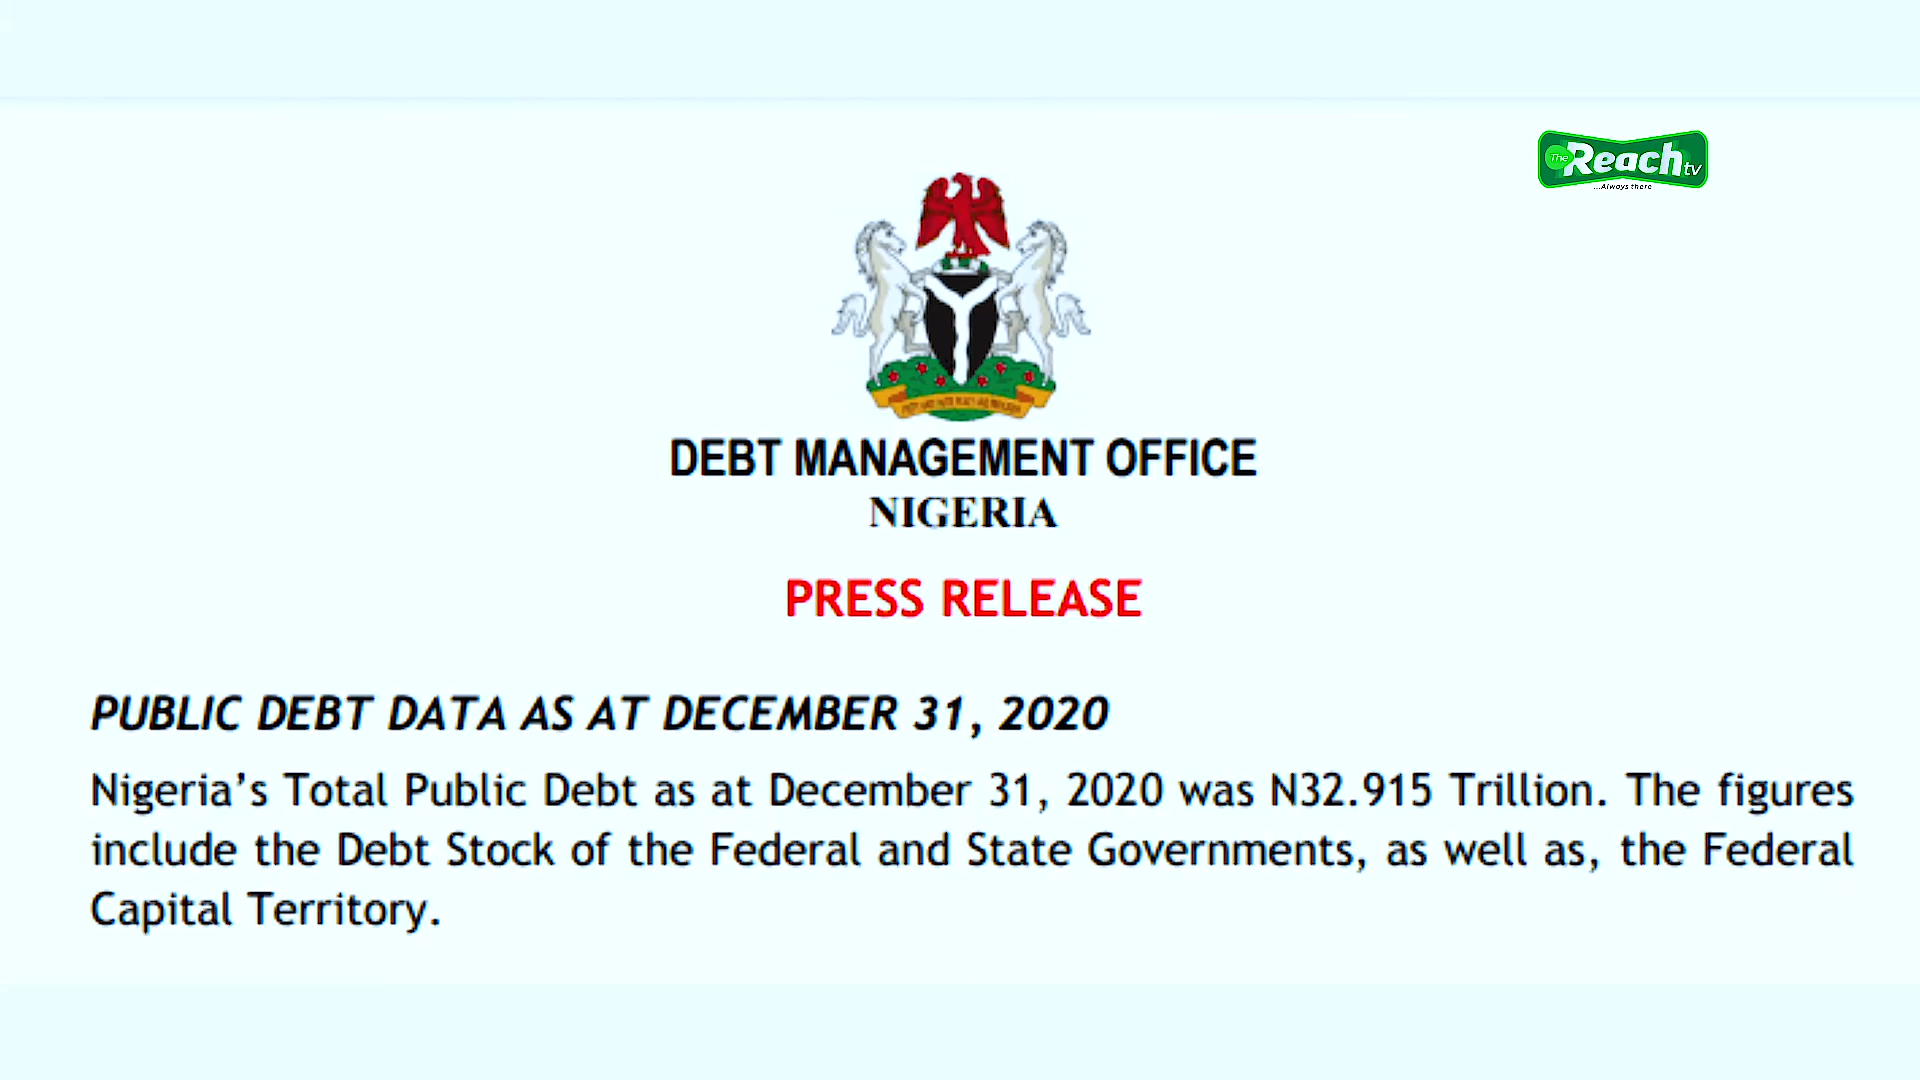 The Reach tv
...Always there
DEBT MANAGEMENT OFFICE
NIGERIA
PRESS RELEASE
PUBLIC DEBT DATA AS AT DECEMBER 31, 2020
Nigeria’s Total Public Debt as at December 31, 2020 was N32.915 Trillion. The figures
include the Debt Stock of the Federal and State Governments, as well as, the Federal
Capital Territory.